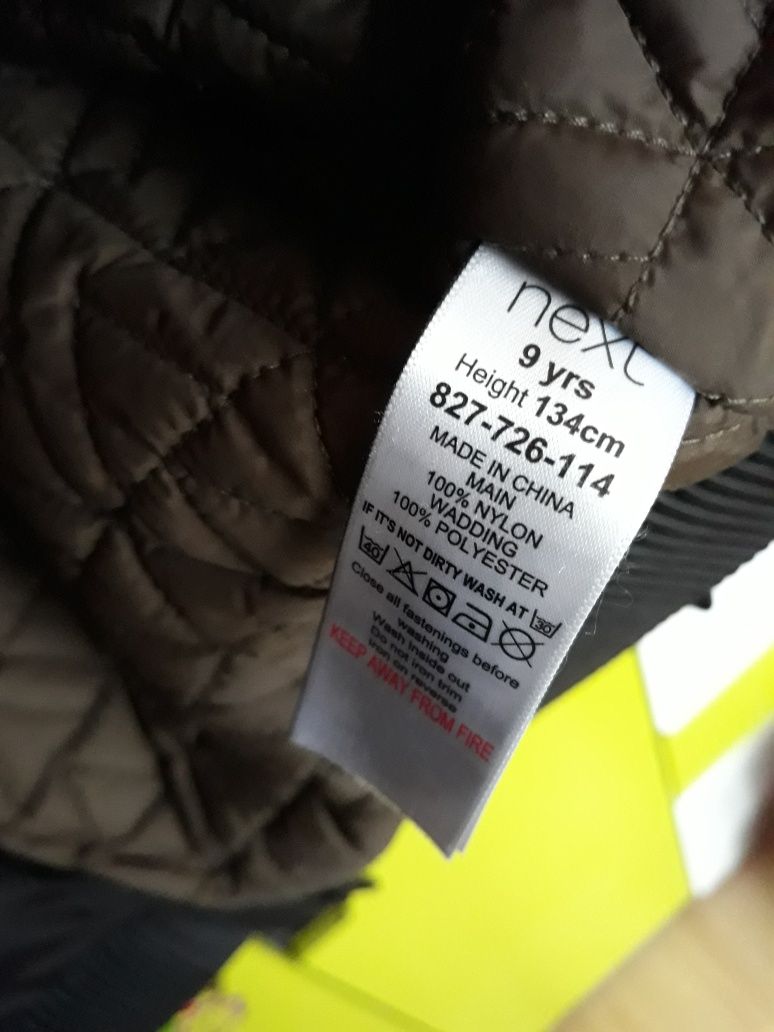 next
9 yrs
Height 134cm
827-726-114
MADE IN CHINA
MAIN
100% NYLON
WADDING
100% POLYESTER
IF IT'S NOT DIRTY WASH AT 30
40
Close all fastenings before
washing
Wash inside out
Do not iron trim
Iron on reverse
KEEP AWAY FROM FIRE